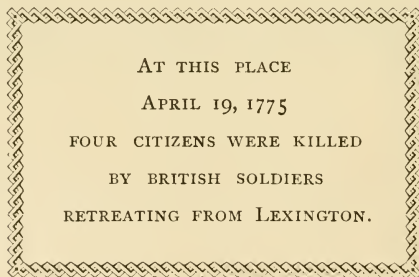 At this place
April 19, 1775
four citizens were killed
by British soldiers
retreating from Lexington.